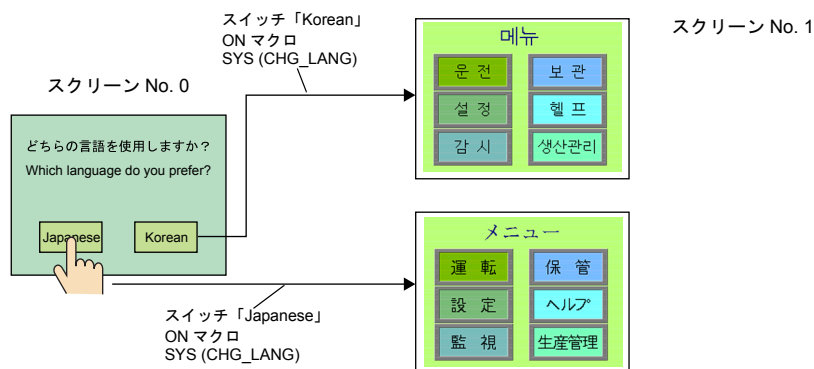 スイッチ「Korean」
ON マクロ
SYS (CHG_LANG)
スクリーン No. 1
スクリーン No. 0
どちらの言語を使用しますか？
Which language do you prefer?
Japanese
Korean
메뉴
운 전
보 관
설 정
헬 프
감 시
생산관리
メニュー
運 転
保 管
設 定
ヘルプ
監 視
生産管理
スイッチ「Japanese」
ON マクロ
SYS (CHG_LANG)